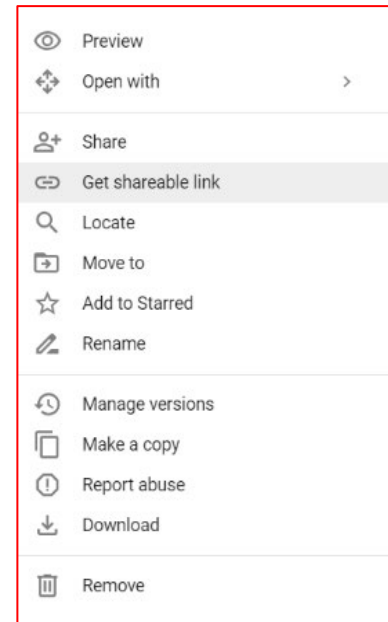 Preview
Open with
Share
Get shareable link
Locate
Move to
Add to Starred
Rename
Manage versions
Make a copy
Report abuse
Download
Remove